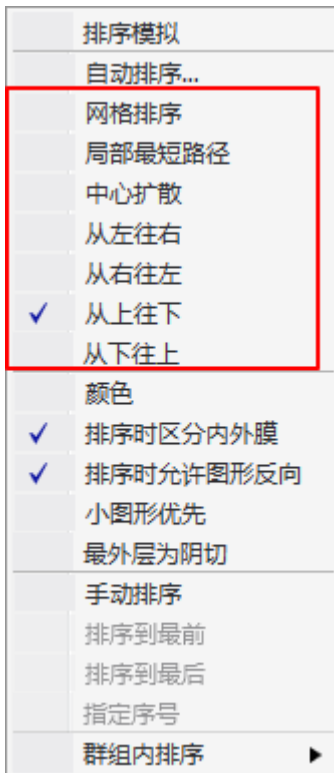 排序模拟
自动排序...
网格排序
局部最短路径
中心扩散
从左往右
从右往左
从上往下
从下往上
颜色
排序时区分内外膜
排序时允许图形反向
小图形优先
最外层为阴切
手动排序
排序到最前
排序到最后
指定序号
群组内排序